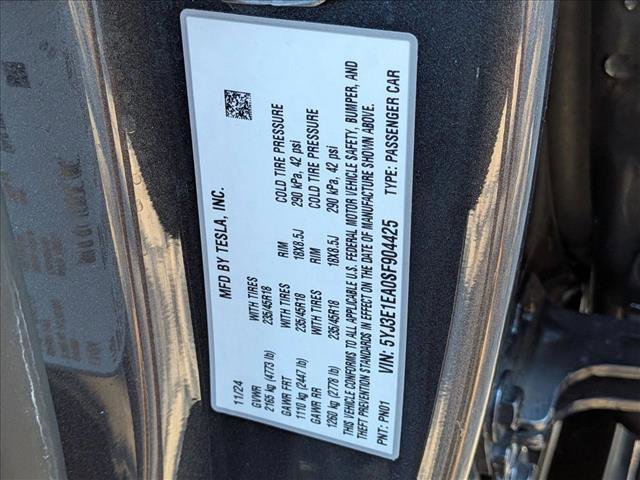 MFD BY TESLA, INC.
11/24
GVWR WITH TIRES RIM COLD TIRE PRESSURE
2165 kg (4773 lb) 235/45R18 18X8.5J 290 kPa, 42 psi
GAWR FRT WITH TIRES RIM COLD TIRE PRESSURE
1110 kg (2447 lb) 235/45R18 18X8.5J 290 kPa, 42 psi
GAWR RR
1260 kg (2778 lb)
THIS VEHICLE CONFORMS TO ALL APPLICABLE U.S. FEDERAL MOTOR VEHICLE SAFETY, BUMPER, AND
THEFT PREVENTION STANDARDS IN EFFECT ON THE DATE OF MANUFACTURE SHOWN ABOVE.
VIN: 5YJ3E1EA0SF904425 TYPE: PASSENGER CAR
PNT: PN01